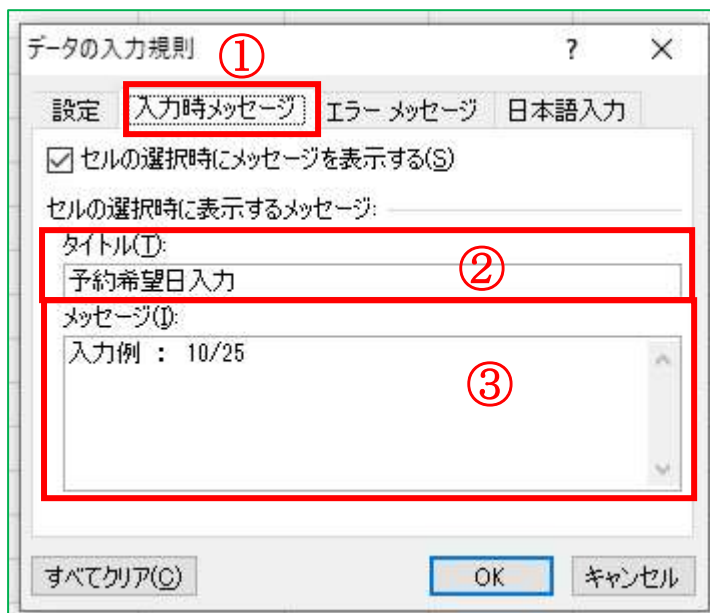 データの入力規則 ① ? ×
設定 入力時メッセージ エラー メッセージ 日本語入力
セルの選択時にメッセージを表示する(S)
セルの選択時に表示するメッセージ:
タイトル(T):
予約希望日入力 ②
メッセージ(I):
入力例 : 10/25
③
すべてクリア(C) OK キャンセル